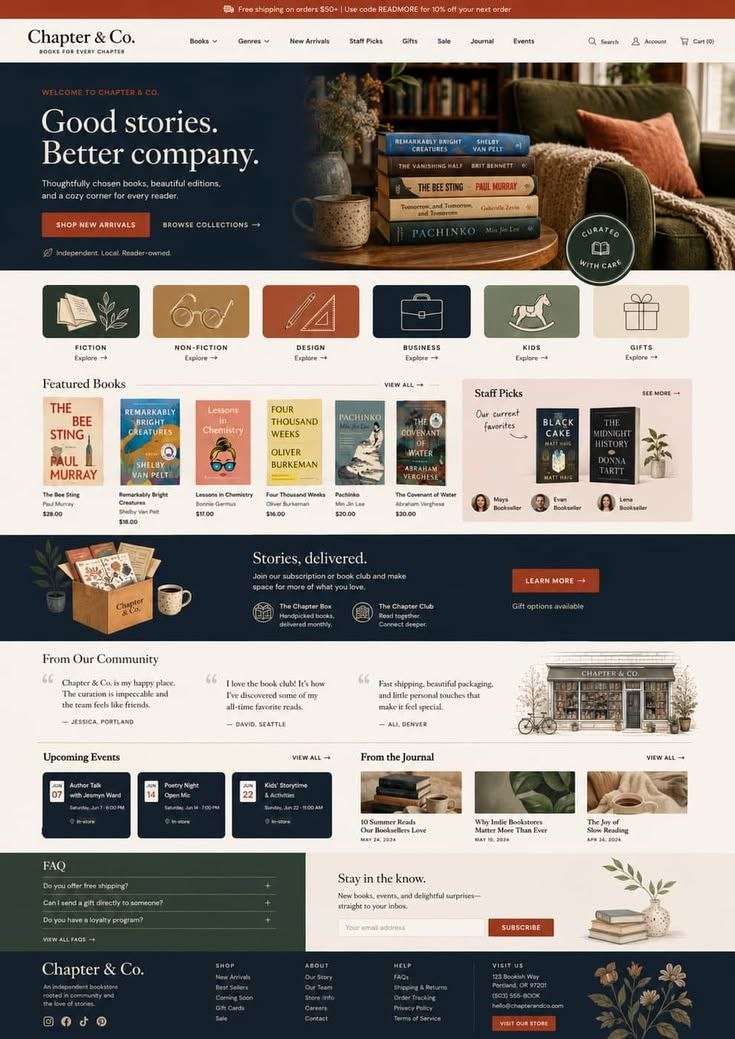 Free shipping on orders $50+ | Use code READMORE for 10% off your next order
Chapter & Co.
BOOKS FOR EVERY CHAPTER
Books
Genres
New Arrivals
Staff Picks
Gifts
Sale
Journal
Events
Search
Account
Cart (0)
WELCOME TO CHAPTER & CO.
Good stories.
Better company.
Thoughtfully chosen books, beautiful editions,
and a cozy corner for every reader.
SHOP NEW ARRIVALS
BROWSE COLLECTIONS →
Independent. Local. Reader-owned.
REMARKABLY BRIGHT
CREATURES
SHELBY
VAN PELT
THE VANISHING HALF
BRIT BENNETT
THE BEE STING
PAUL MURRAY
Tomorrow, and Tomorrow,
and Tomorrow
Gabrielle Zevin
PACHINKO
Min Jin Lee
CURATED
WITH CARE
FICTION
Explore →
NON-FICTION
Explore →
DESIGN
Explore →
BUSINESS
Explore →
KIDS
Explore →
GIFTS
Explore →
Featured Books
VIEW ALL →
THE
BEE
STING
PAUL
MURRAY
REMARKABLY
BRIGHT
CREATURES
SHELBY
VAN PELT
Lessons
in
Chemistry
FOUR
THOUSAND
WEEKS
OLIVER
BURKEMAN
PACHINKO
Min Jin Lee
THE
COVENANT
OF
WATER
ABRAHAM
VERGHESE
The Bee Sting
Paul Murray
$28.00
Remarkably Bright
Creatures
Shelby Van Pelt
$18.00
Lessons in Chemistry
Bonnie Garmus
$17.00
Four Thousand Weeks
Oliver Burkeman
$16.00
Pachinko
Min Jin Lee
$20.00
The Covenant of Water
Abraham Verghese
$20.00
Staff Picks
SEE MORE →
Our current
favorites
BLACK
CAKE
MATT HAIG
MATT HAIG
THE
MIDNIGHT
HISTORY
DONNA
TARTT
Maya
Bookseller
Evan
Bookseller
Lena
Bookseller
Chapter
& Co.
Stories, delivered.
Join our subscription or book club and make
space for more of what you love.
The Chapter Box
Handpicked books,
delivered monthly.
The Chapter Club
Read together.
Connect deeper.
LEARN MORE →
Gift options available
From Our Community
“ Chapter & Co. is my happy place.
The curation is impeccable and
the team feels like friends.
— JESSICA, PORTLAND
“ I love the book club! It's how
I've discovered some of my
all-time favorite reads.
— DAVID, SEATTLE
“ Fast shipping, beautiful packaging,
and little personal touches that
make it feel special.
— ALI, DENVER
CHAPTER & CO.
Upcoming Events
VIEW ALL →
JUN
07
Author Talk
with Jesmyn Ward
Saturday, Jun 7 · 6:00 PM
In-store
JUN
14
Poetry Night
Open Mic
Saturday, Jun 14 · 7:00 PM
In-store
JUN
22
Kids' Storytime
& Activities
Sunday, Jun 22 · 11:00 AM
In-store
From the Journal
VIEW ALL →
10 Summer Reads
Our Booksellers Love
MAY 24, 2024
Why Indie Bookstores
Matter More Than Ever
MAY 10, 2024
The Joy of
Slow Reading
APR 26, 2024
FAQ
Do you offer free shipping? +
Can I send a gift directly to someone? +
Do you have a loyalty program? +
VIEW ALL FAQS →
Stay in the know.
New books, events, and delightful surprises—
straight to your inbox.
Your email address
SUBSCRIBE
Chapter & Co.
An independent bookstore
rooted in community and
the love of stories.
SHOP
New Arrivals
Best Sellers
Coming Soon
Gift Cards
Sale
ABOUT
Our Story
Our Team
Store Info
Careers
Contact
HELP
FAQs
Shipping & Returns
Order Tracking
Privacy Policy
Terms of Service
VISIT US
123 Bookish Way
Portland, OR 97201
(503) 555-BOOK
hello@chapterandco.com
VISIT OUR STORE